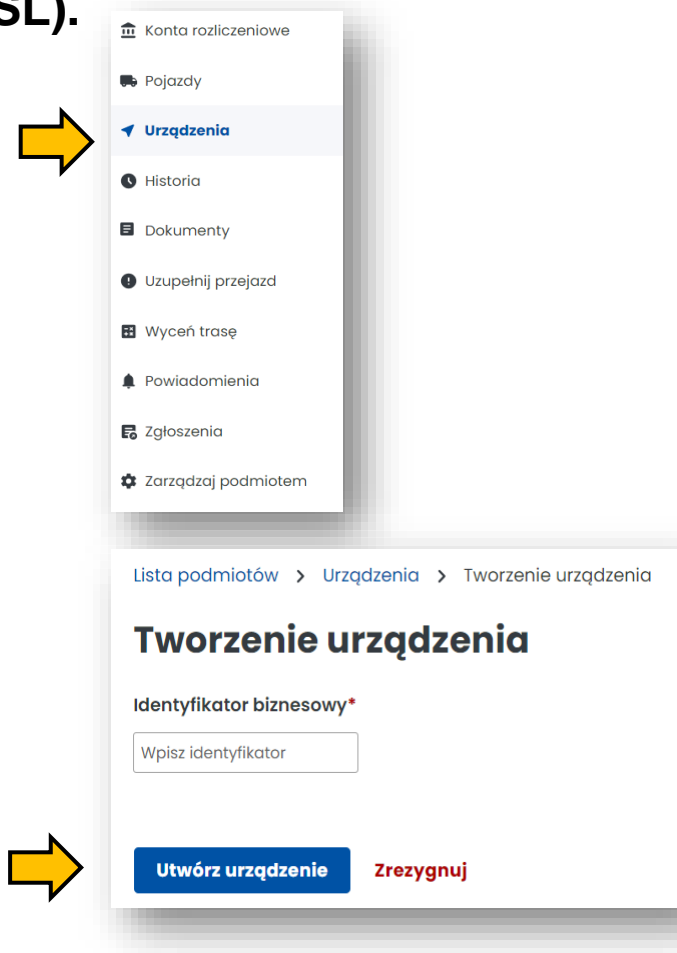 SL).
Konta rozliczeniowe
Pojazdy
Urządzenia
Historia
Dokumenty
Uzupełnij przejazd
Wyceń trasę
Powiadomienia
Zgłoszenia
Zarządzaj podmiotem
Lista podmiotów > Urządzenia > Tworzenie urządzenia
Tworzenie urządzenia
Identyfikator biznesowy*
Wpisz identyfikator
Utwórz urządzenie Zrezygnuj